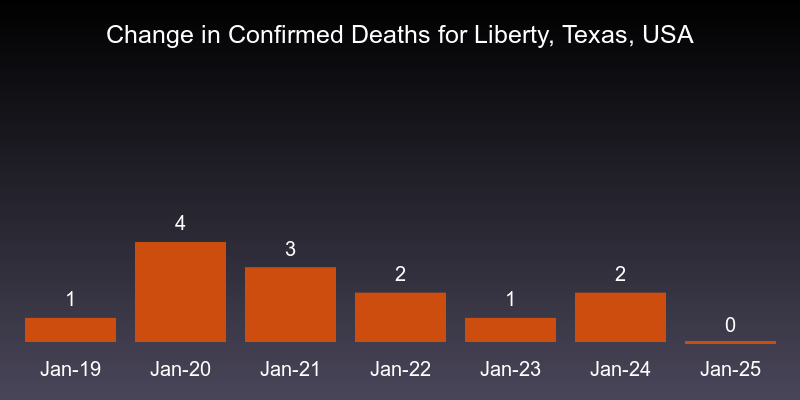 Change in Confirmed Deaths for Liberty, Texas, USA
1 4 3 2 1 2 0
Jan-19 Jan-20 Jan-21 Jan-22 Jan-23 Jan-24 Jan-25